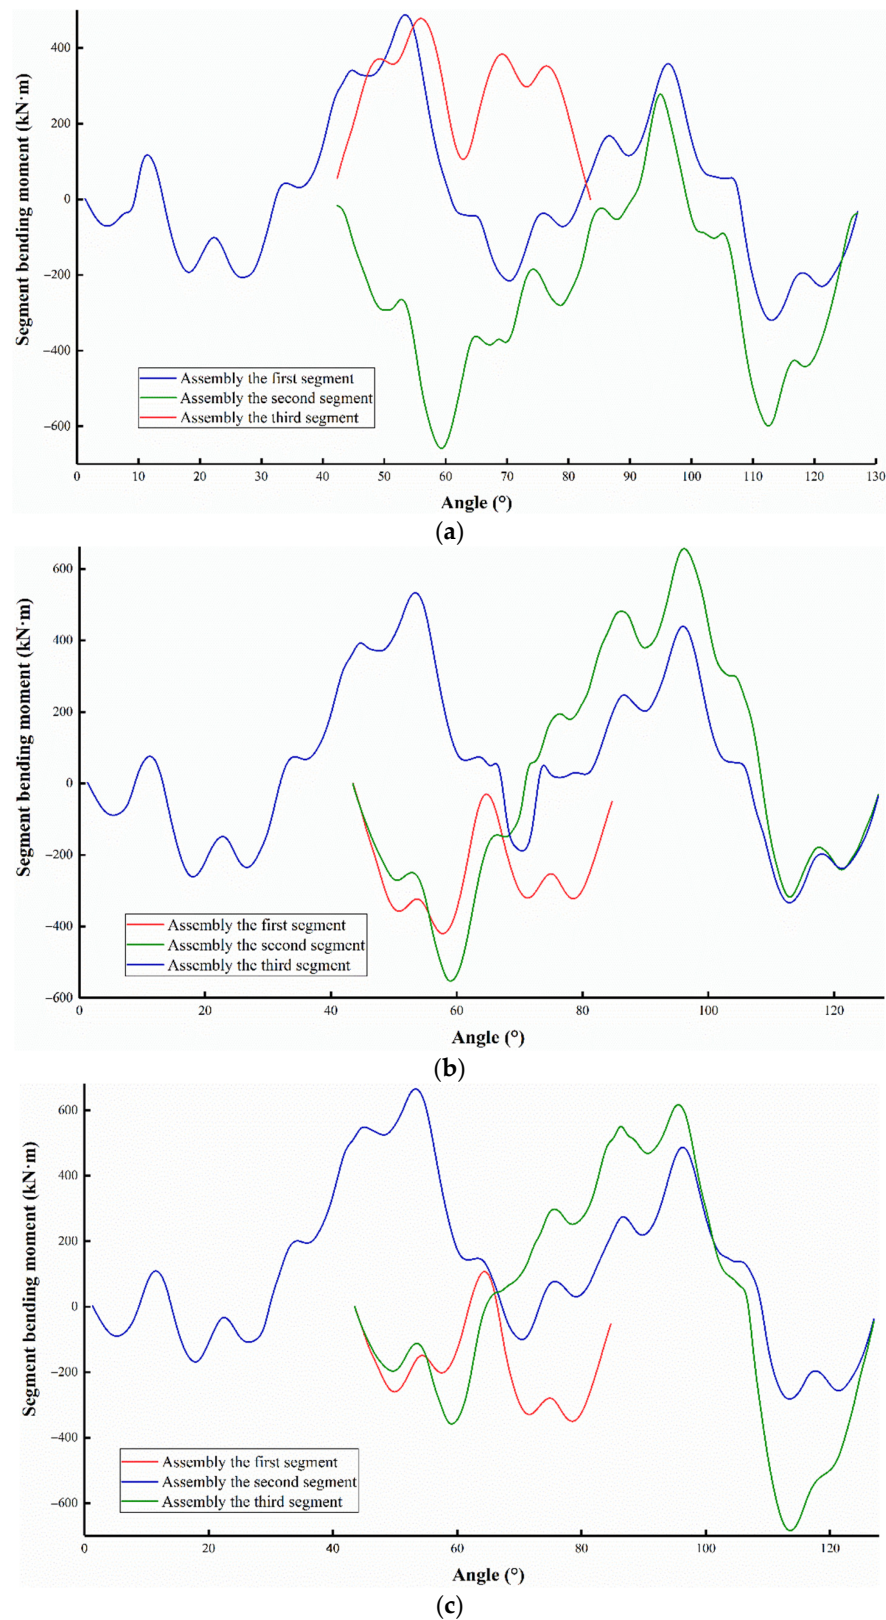 Segment bending moment (kN·m)
400
200
0
−200
−400
−600
Assembly the first segment
Assembly the second segment
Assembly the third segment
0 10 20 30 40 50 60 70 80 90 100 110 120 130
Angle (°)
(a)
Segment bending moment (kN·m)
600
400
200
0
−200
−400
−600
Assembly the first segment
Assembly the second segment
Assembly the third segment
0 20 40 60 80 100 120
Angle (°)
(b)
Segment bending moment (kN·m)
600
400
200
0
−200
−400
−600
Assembly the first segment
Assembly the second segment
Assembly the third segment
0 20 40 60 80 100 120
Angle (°)
(c)